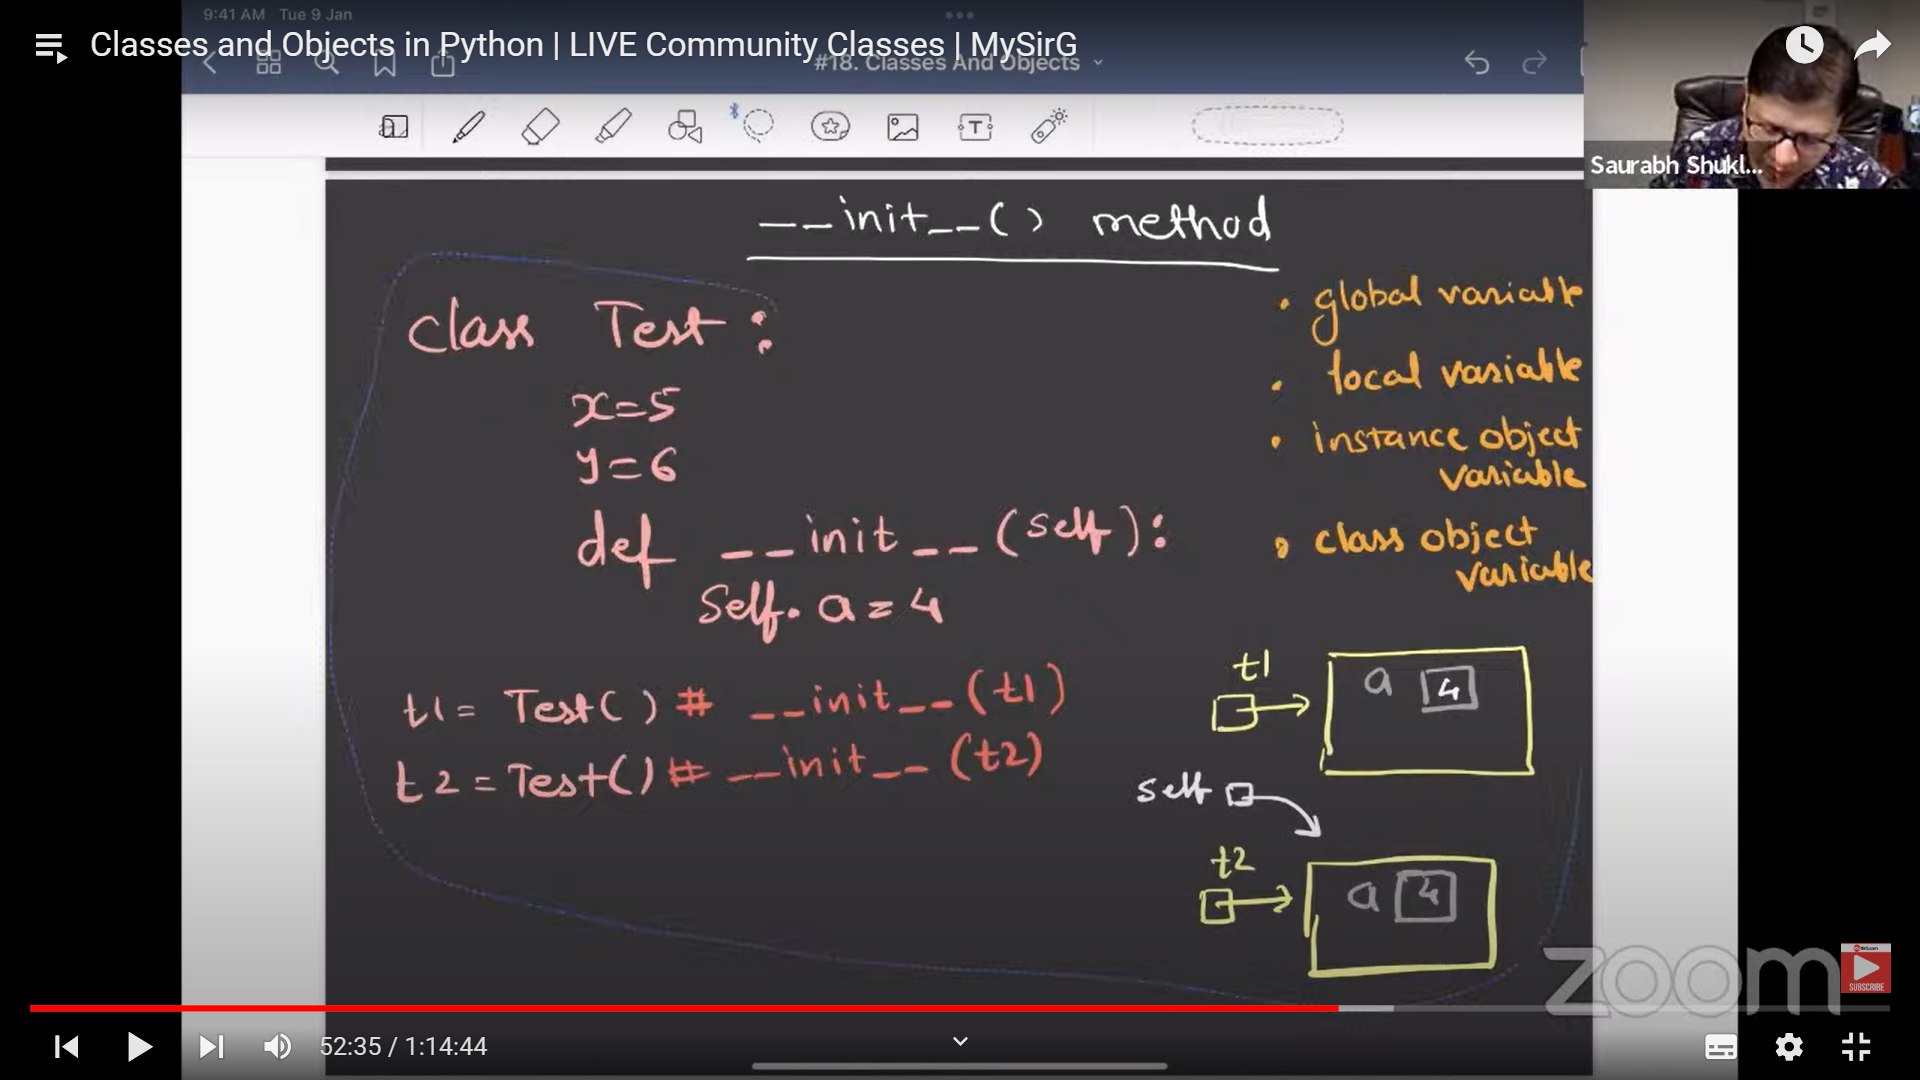 9:41 AM Tue 9 Jan
Classes and Objects in Python | LIVE Community Classes | MySirG
#18. Classes And Objects
T
Saurabh Shukl...
__init__() method
class Test:
x=5
y=6
def __init__(self):
self.a=4
t1= Test() # __init__(t1)
t2=Test() # __init__(t2)
• global variable
• local variable
• instance object
variable
• class object
variable
t1
a 4
self
t2
a 4
zoom
SUBSCRIBE
52:35 / 1:14:44